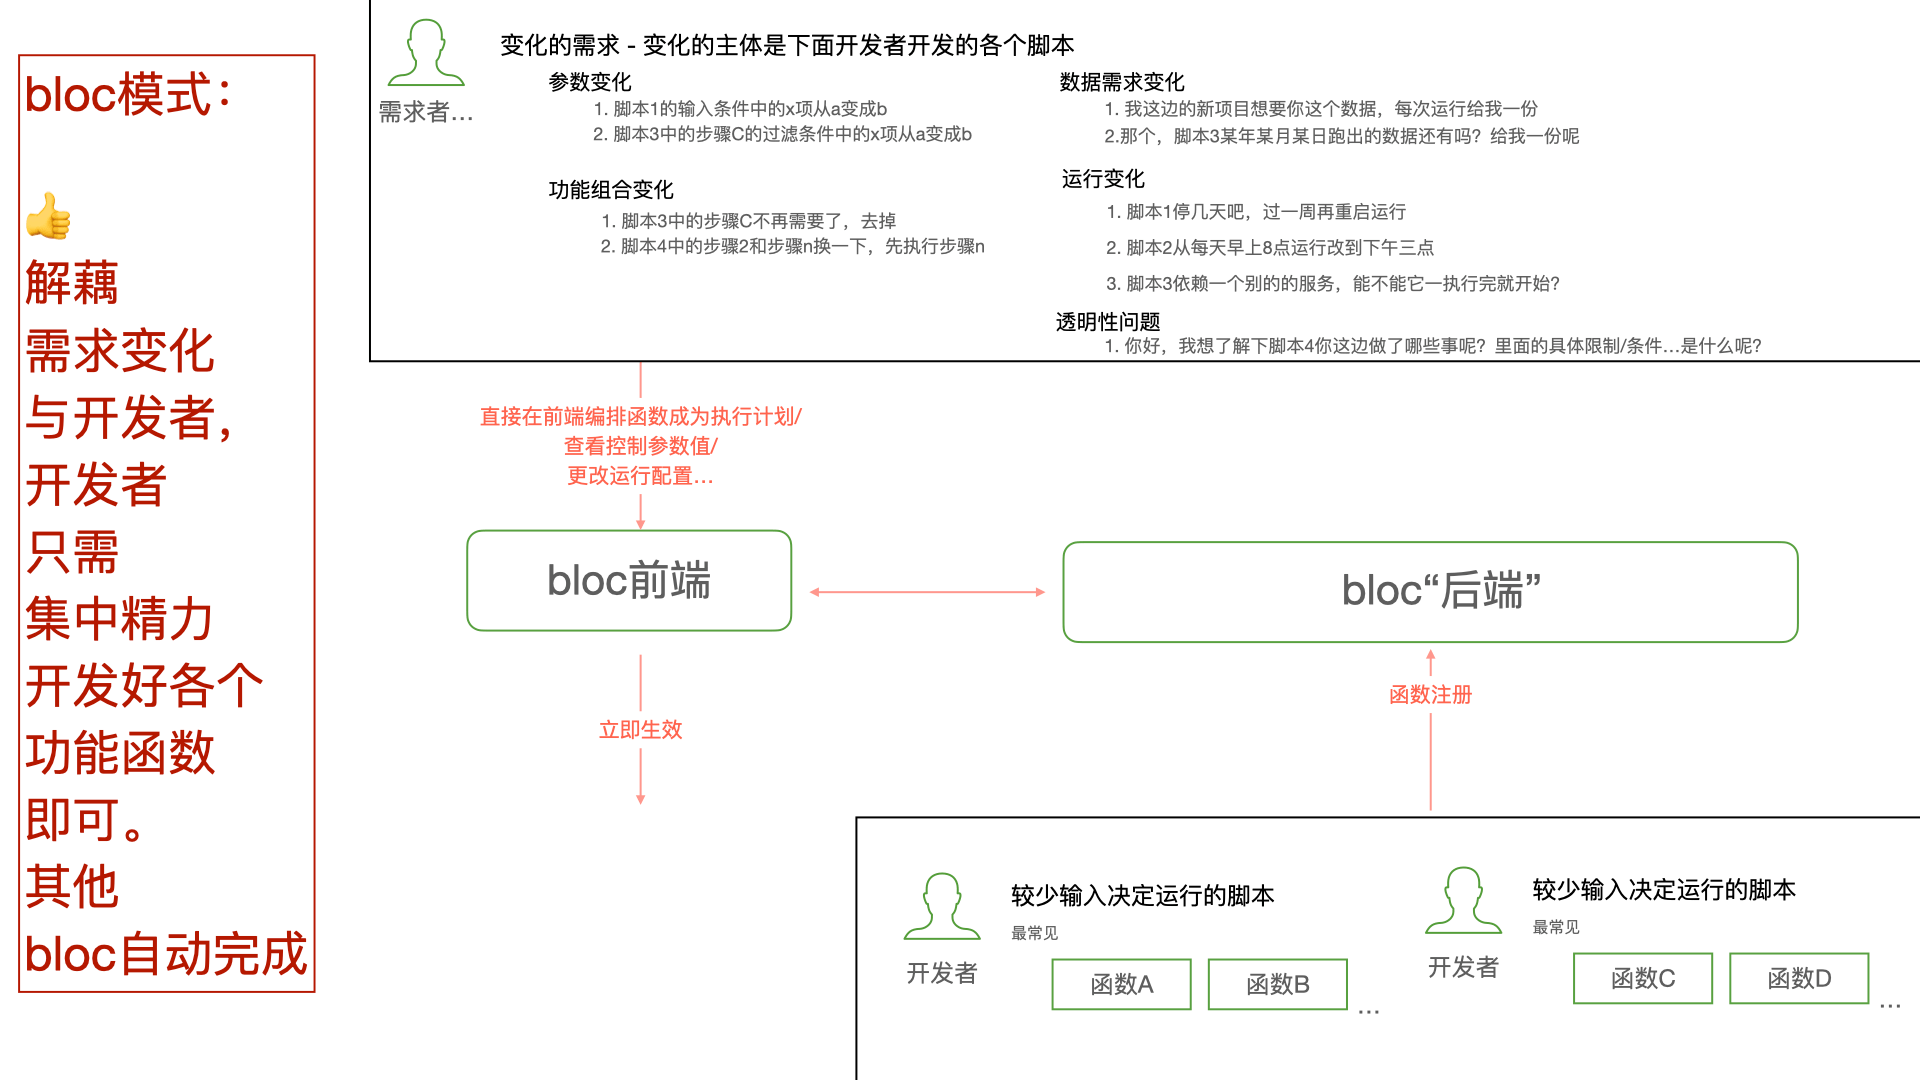 bloc模式：
👍
解藕
需求变化
与开发者，
开发者
只需
集中精力
开发好各个
功能函数
即可。
其他
bloc自动完成
需求者...
变化的需求 - 变化的主体是下面开发者开发的各个脚本
参数变化
1. 脚本1的输入条件中的x项从a变成b
2. 脚本3中的步骤C的过滤条件中的x项从a变成b
功能组合变化
1. 脚本3中的步骤C不再需要了，去掉
2. 脚本4中的步骤2和步骤n换一下，先执行步骤n
数据需求变化
1. 我这边的新项目想要你这个数据，每次运行给我一份
2.那个，脚本3某年某月某日跑出的数据还有吗？给我一份呢
运行变化
1. 脚本1停几天吧，过一周再重启运行
2. 脚本2从每天早上8点运行改到下午三点
3. 脚本3依赖一个别的的服务，能不能它一执行完就开始？
透明性问题
1. 你好，我想了解下脚本4你这边做了哪些事呢？里面的具体限制/条件...是什么呢？
直接在前端编排函数成为执行计划/
查看控制参数值/
更改运行配置...
bloc前端
bloc“后端”
立即生效
函数注册
开发者
较少输入决定运行的脚本
最常见
函数A
函数B
...
开发者
较少输入决定运行的脚本
最常见
函数C
函数D
...